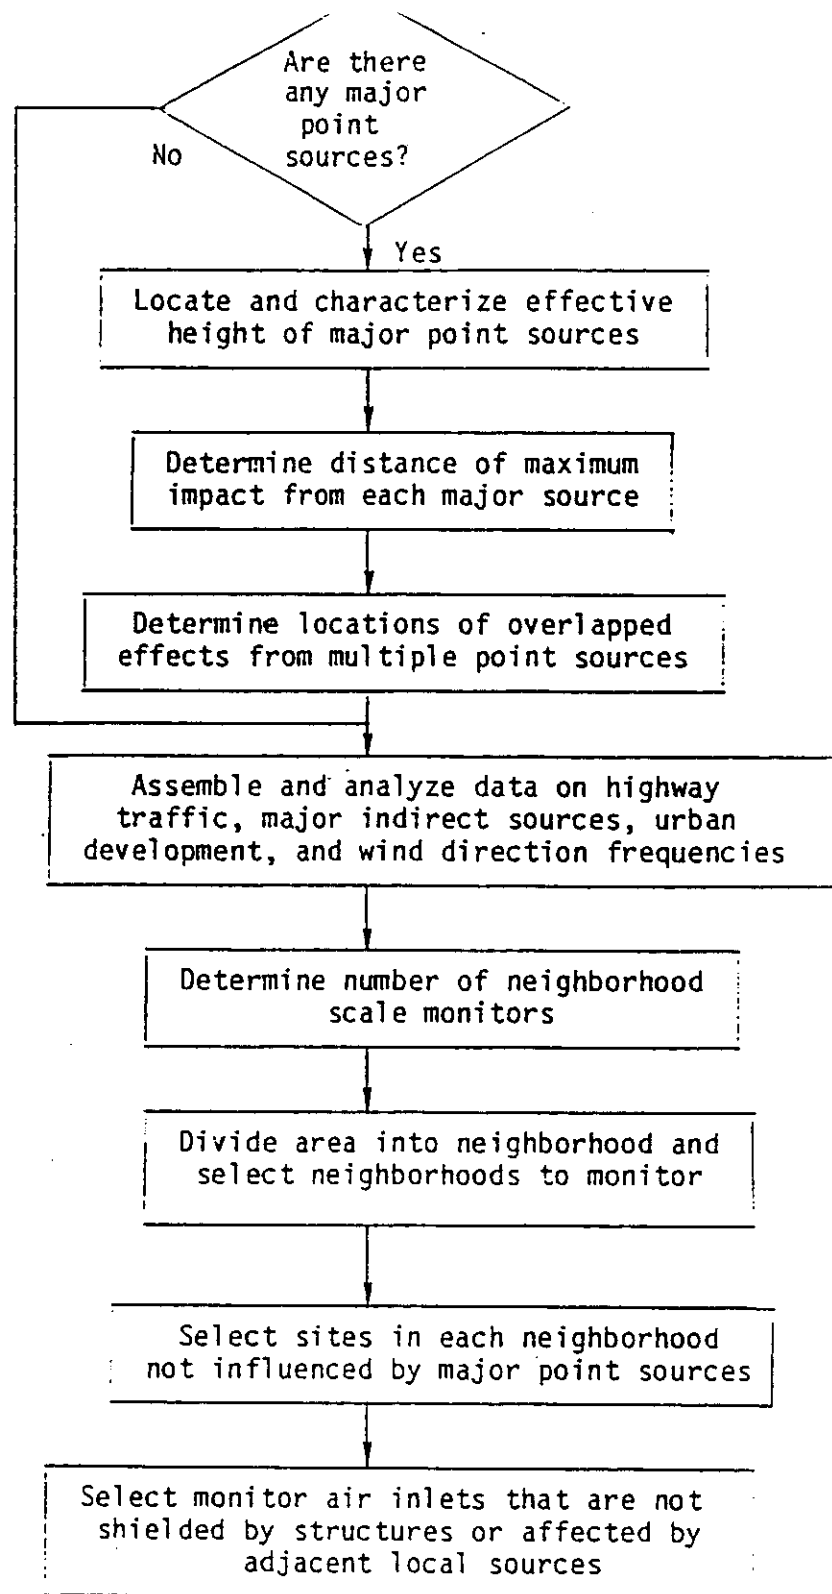 Are there
any major
point
sources?
No
Yes
Locate and characterize effective
height of major point sources
Determine distance of maximum
impact from each major source
Determine locations of overlapped
effects from multiple point sources
Assemble and analyze data on highway
traffic, major indirect sources, urban
development, and wind direction frequencies
Determine number of neighborhood
scale monitors
Divide area into neighborhood and
select neighborhoods to monitor
Select sites in each neighborhood
not influenced by major point sources
Select monitor air inlets that are not
shielded by structures or affected by
adjacent local sources